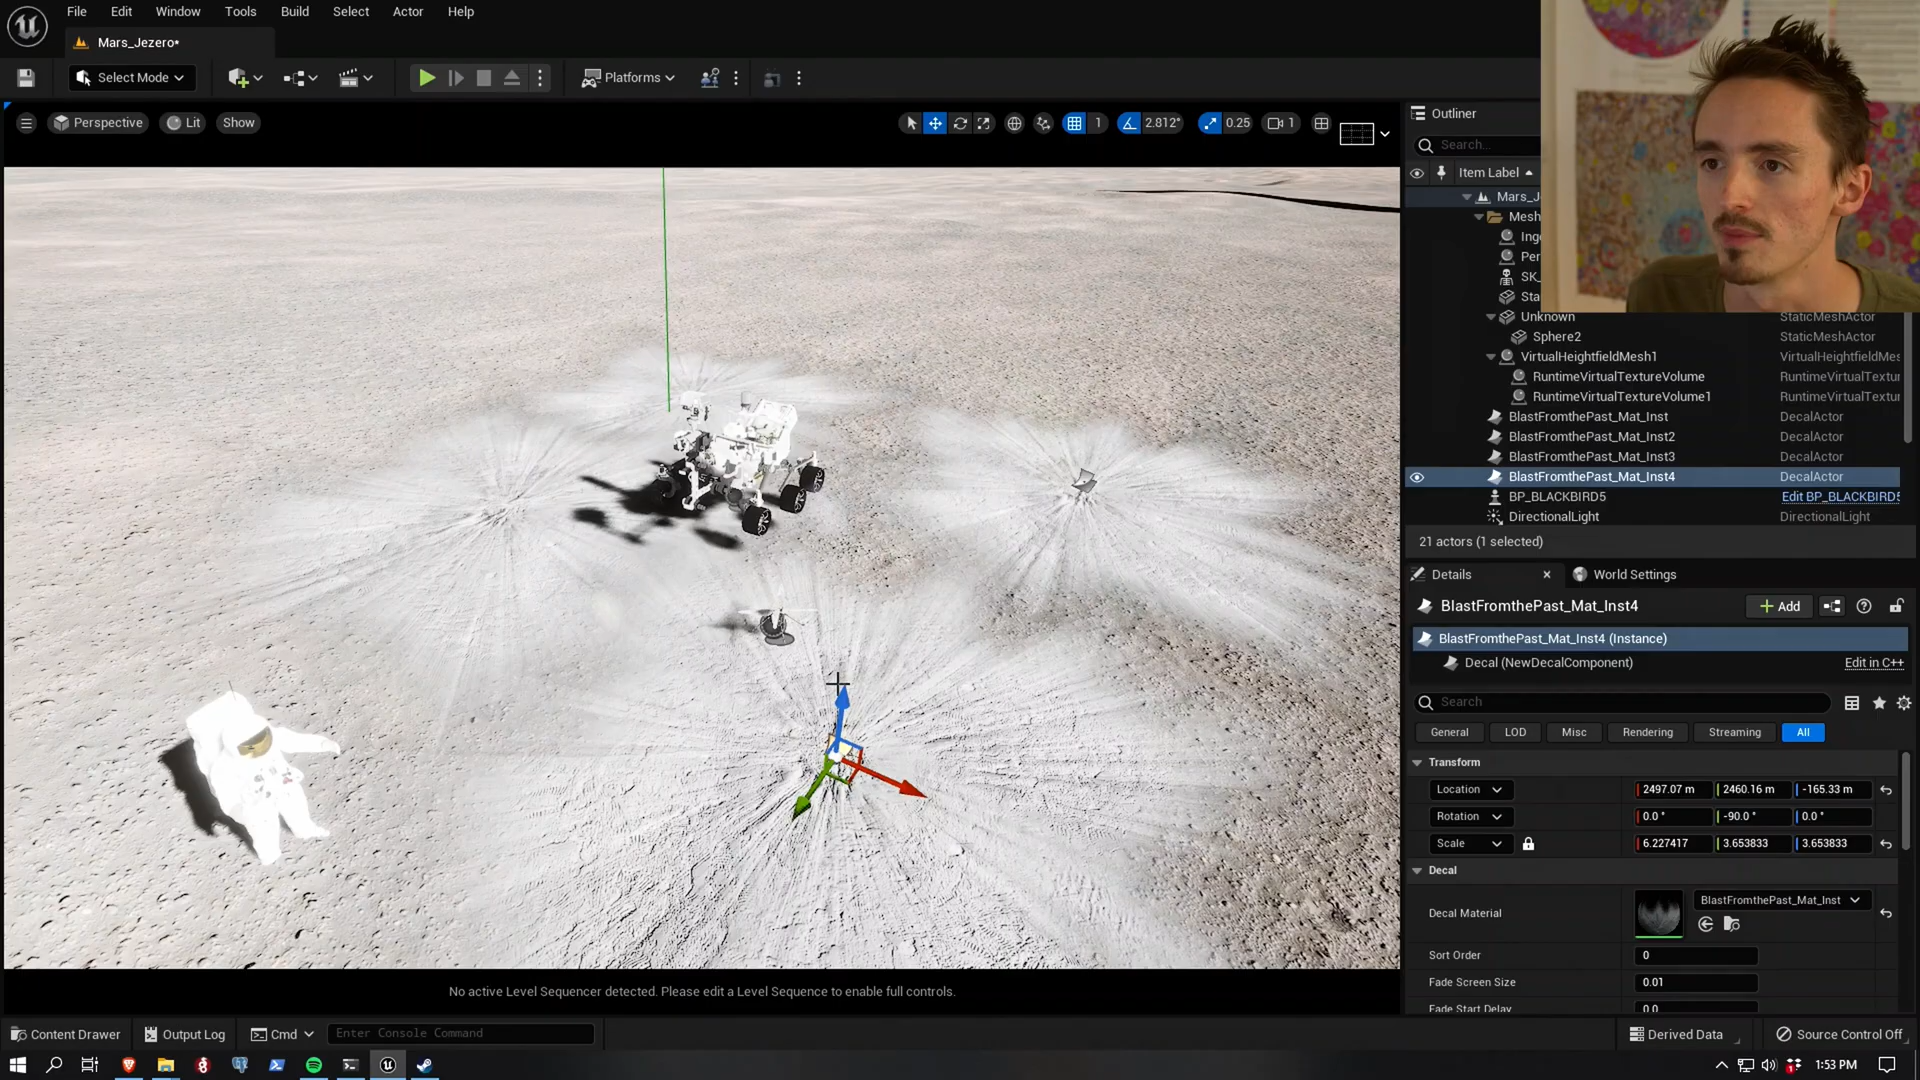 File Edit Window Tools Build Select Actor Help
Mars_Jezero*
Select Mode
Platforms
Perspective Lit Show
1 2.812° 0.25 1
Outliner
Search...
Item Label
Mars_J
Mesh
Ing
Per
SK_
Sta
Unknown StaticMeshActor
Sphere2 StaticMeshActor
VirtualHeightfieldMesh1 VirtualHeightfieldMes
RuntimeVirtualTextureVolume RuntimeVirtualTextur
RuntimeVirtualTextureVolume1 RuntimeVirtualTextur
BlastFromthePast_Mat_Inst DecalActor
BlastFromthePast_Mat_Inst2 DecalActor
BlastFromthePast_Mat_Inst3 DecalActor
BlastFromthePast_Mat_Inst4 DecalActor
BP_BLACKBIRD5 Edit BP_BLACKBIRD5
DirectionalLight DirectionalLight
21 actors (1 selected)
Details World Settings
BlastFromthePast_Mat_Inst4 Add
BlastFromthePast_Mat_Inst4 (Instance)
Decal (NewDecalComponent) Edit in C++
Search
General LOD Misc Rendering Streaming All
Transform
Location 2497.07 m 2460.16 m -165.33 m
Rotation 0.0 ° -90.0 ° 0.0 °
Scale 6.227417 3.653833 3.653833
Decal
Decal Material BlastFromthePast_Mat_Inst
Sort Order 0
Fade Screen Size 0.01
Fade Start Delay 0.0
No active Level Sequencer detected. Please edit a Level Sequence to enable full controls.
Content Drawer Output Log Cmd Enter Console Command Derived Data Source Control Off
1:53 PM